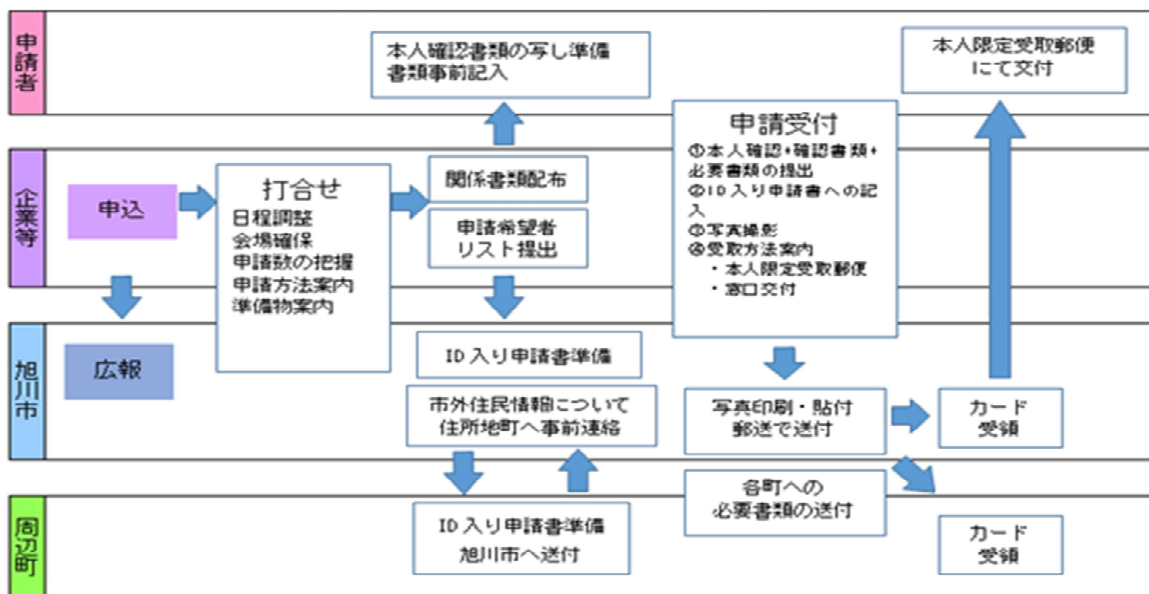 申請者
本人確認書類の写し準備
書類事前記入
本人限定受取郵便
にて交付
企業等
申込
打合せ
日程調整
会場確保
申請数の把握
申請方法案内
準備物案内
関係書類配布
申請希望者
リスト提出
申請受付
①本人確認+確認書類+
必要書類の提出
②ID入り申請書への記
入
③写真撮影
④受取方法案内
・本人限定受取郵便
・窓口交付
旭川市
広報
ID入り申請書準備
市外住民情報について
住所地町へ事前連絡
写真印刷・貼付
郵送で送付
カード
受領
周辺町
ID入り申請書準備
旭川市へ送付
各町への
必要書類の送付
カード
受領